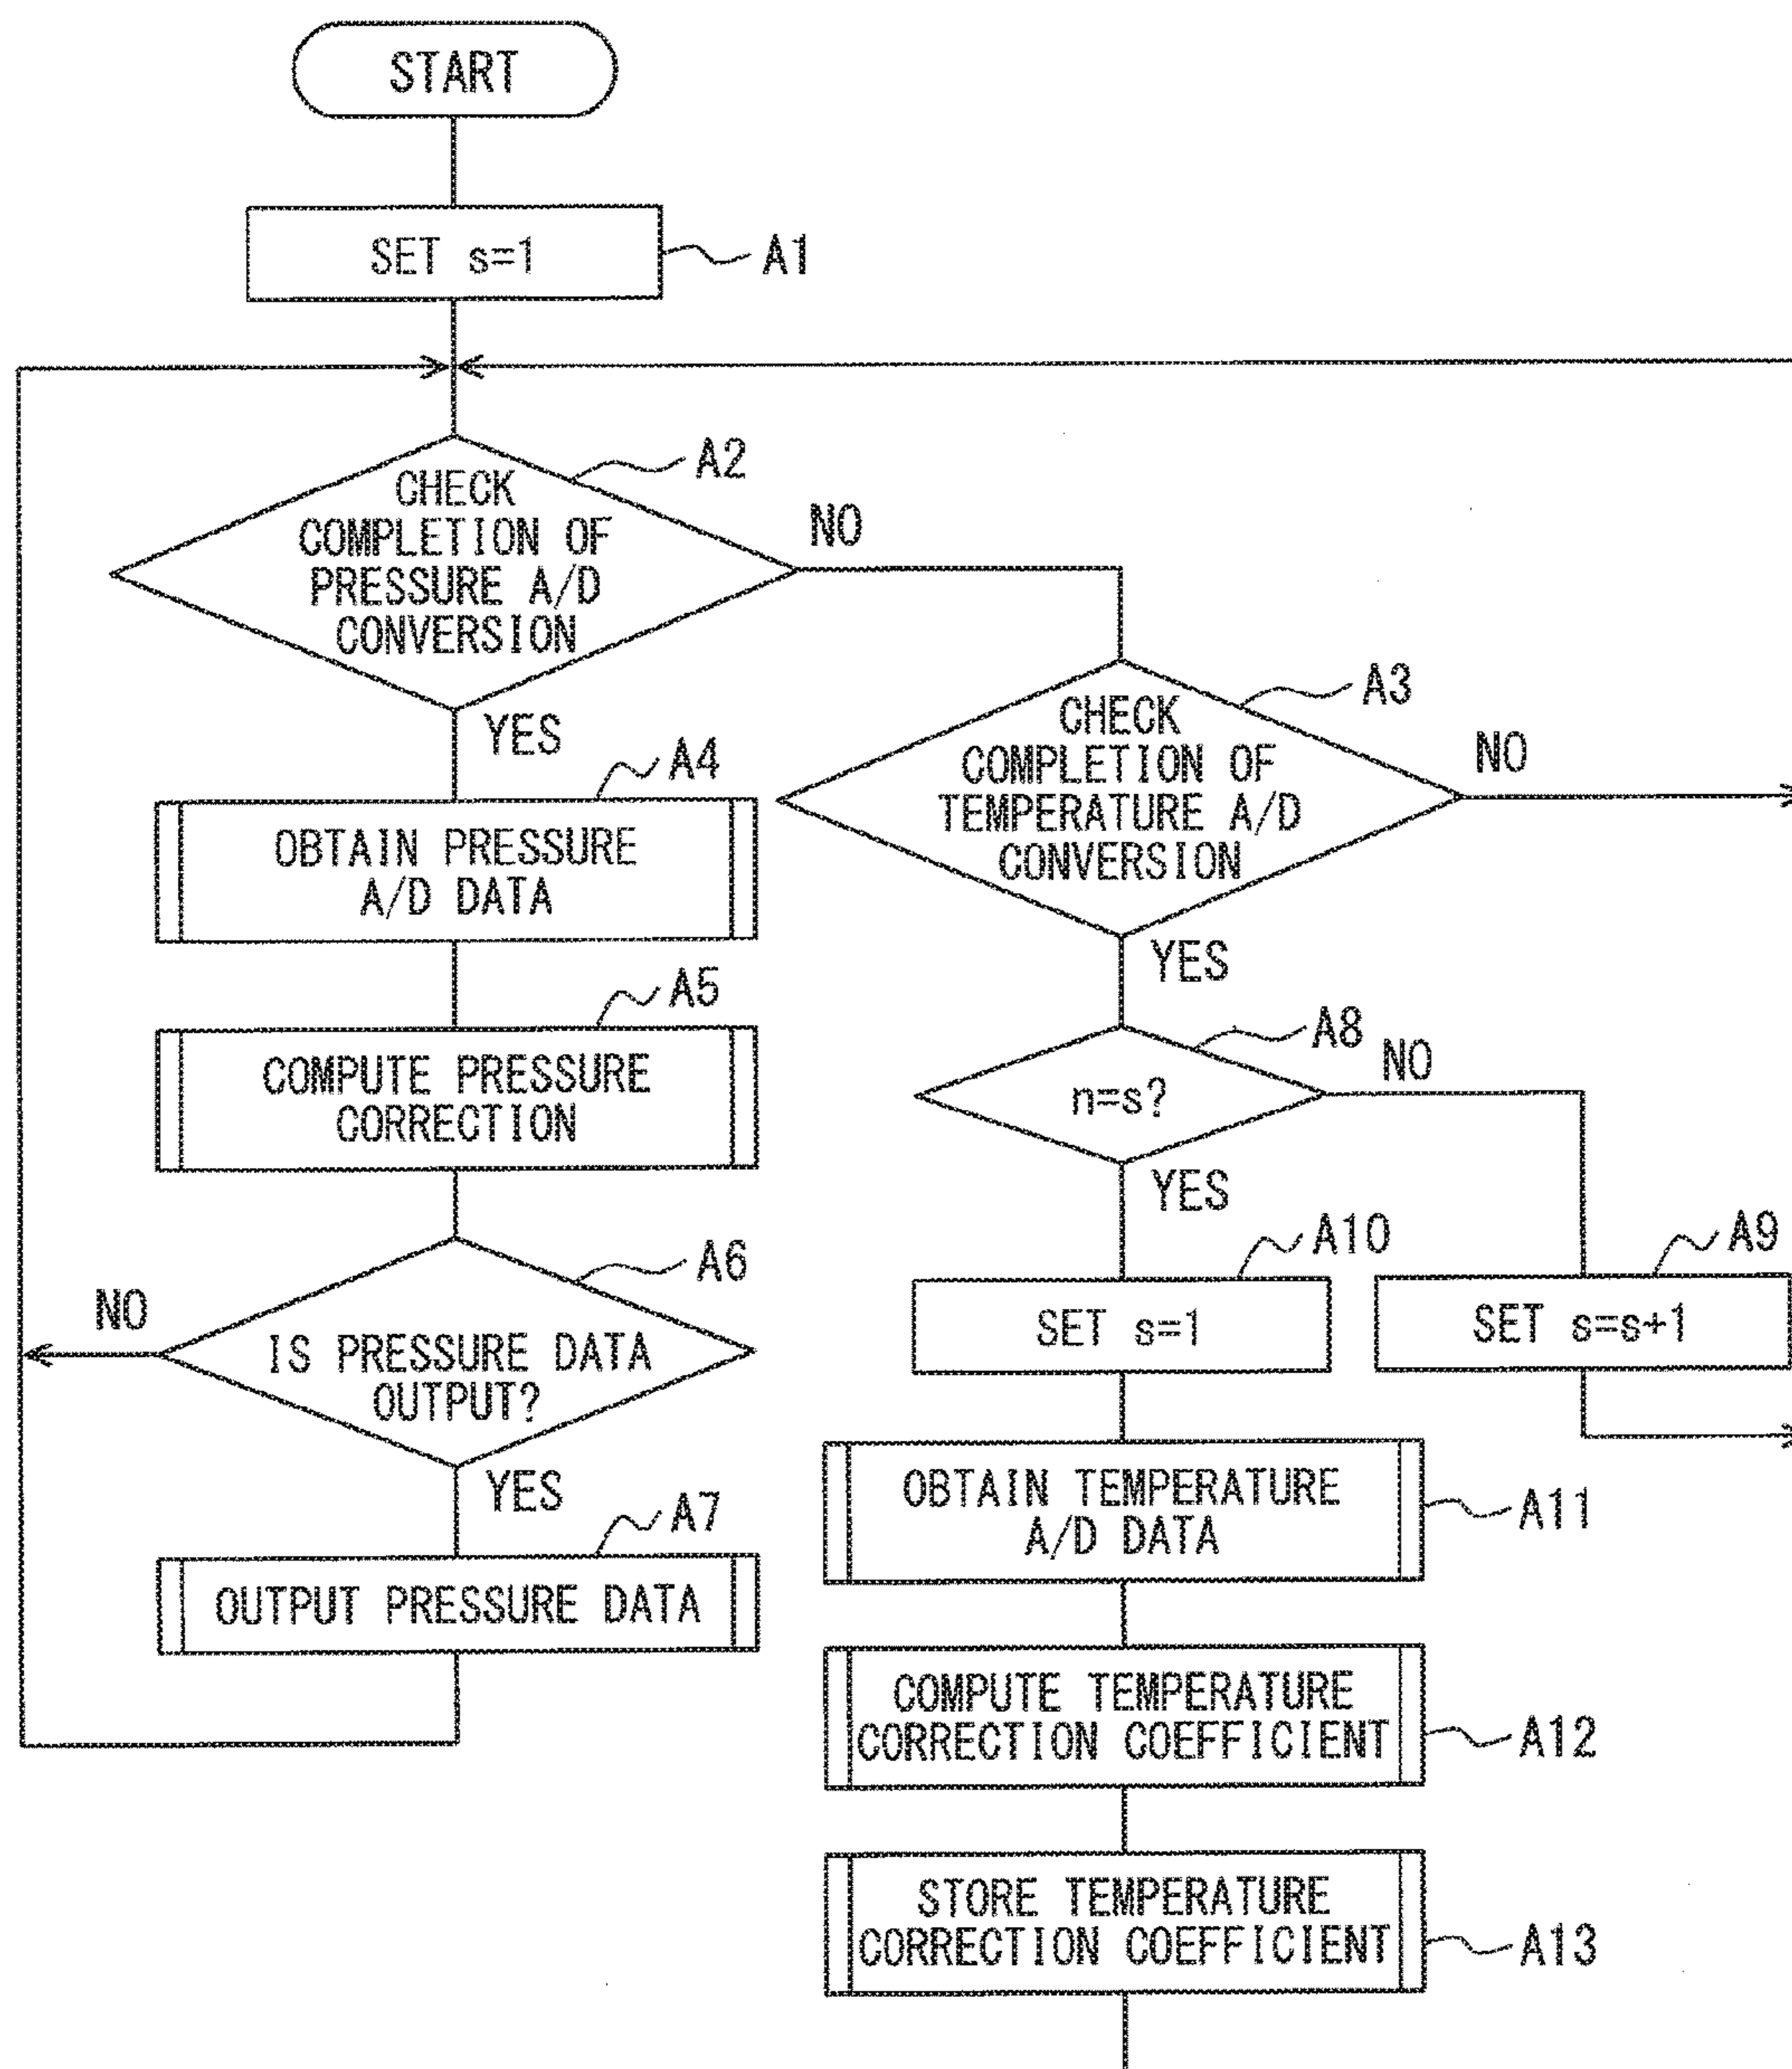 START
SET s=1
A1
A2
CHECK
COMPLETION OF
PRESSURE A/D
CONVERSION
NO
YES
A3
CHECK
COMPLETION OF
TEMPERATURE A/D
CONVERSION
NO
YES
A4
OBTAIN PRESSURE
A/D DATA
A5
COMPUTE PRESSURE
CORRECTION
A6
IS PRESSURE DATA
OUTPUT?
NO
YES
A7
OUTPUT PRESSURE DATA
A8
n=s?
NO
YES
A10
SET s=1
A9
SET s=s+1
OBTAIN TEMPERATURE
A/D DATA
A11
COMPUTE TEMPERATURE
CORRECTION COEFFICIENT
A12
STORE TEMPERATURE
CORRECTION COEFFICIENT
A13